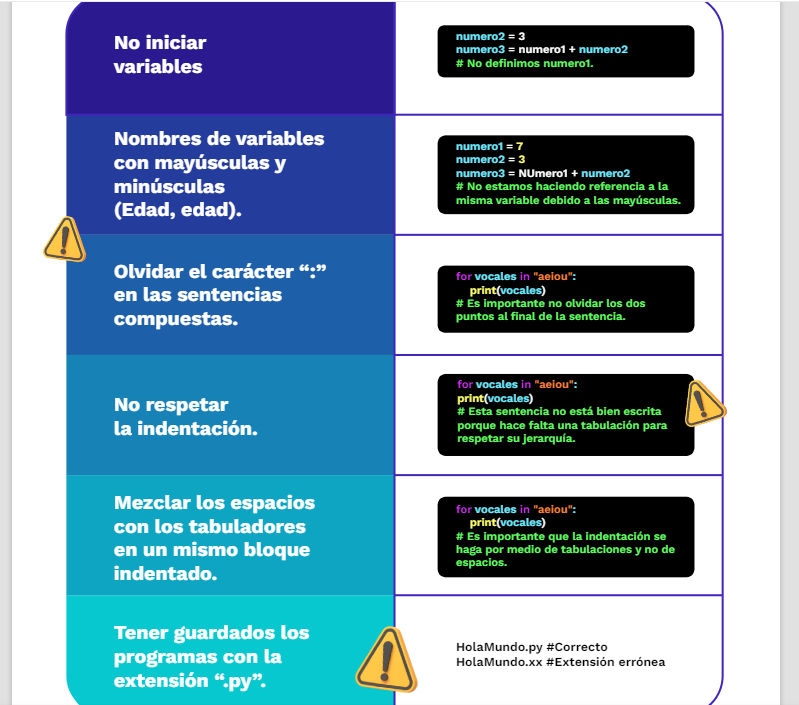 No iniciar
variables
numero2 = 3
numero3 = numero1 + numero2
# No definimos numero1.
Nombres de variables
con mayúsculas y
minúsculas
(Edad, edad).
numero1 = 7
numero2 = 3
numero3 = NUmero1 + numero2
# No estamos haciendo referencia a la
misma variable debido a las mayúsculas.
Olvidar el carácter “:”
en las sentencias
compuestas.
for vocales in "aeiou":
print(vocales)
# Es importante no olvidar los dos
puntos al final de la sentencia.
No respetar
la indentación.
for vocales in "aeiou":
print(vocales)
# Esta sentencia no está bien escrita
porque hace falta una tabulación para
respetar su jerarquía.
Mezclar los espacios
con los tabuladores
en un mismo bloque
indentado.
for vocales in "aeiou":
print(vocales)
# Es importante que la indentación se
haga por medio de tabulaciones y no de
espacios.
Tener guardados los
programas con la
extensión “.py”.
HolaMundo.py #Correcto
HolaMundo.xx #Extensión errónea